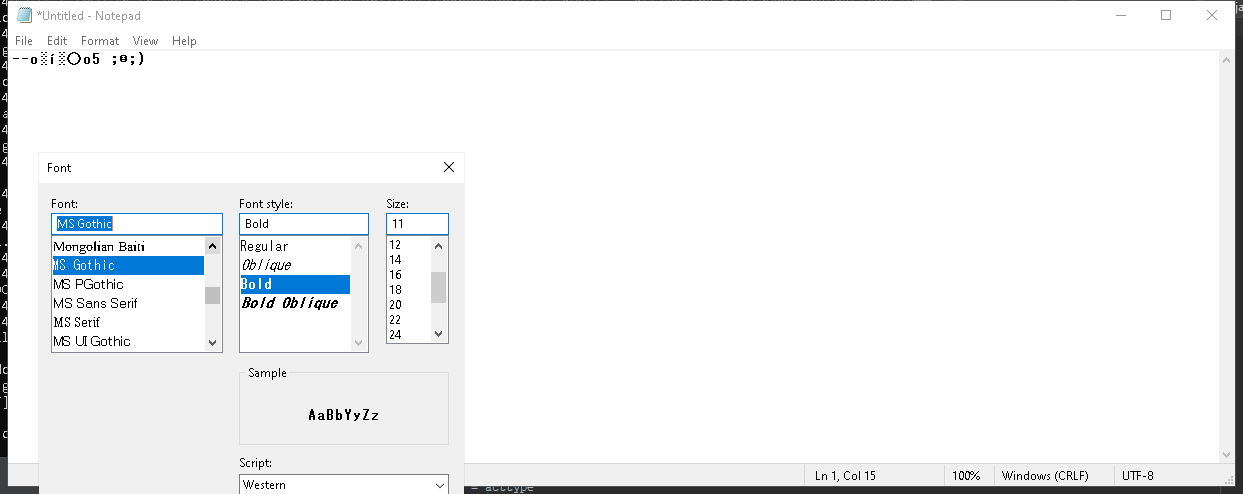 *Untitled - Notepad
File Edit Format View Help
--o░í░〇o5 ;e;)
Font
Font: Font style: Size:
MS Gothic Bold 11
Mongolian Baiti
MS Gothic
MS PGothic
MS Sans Serif
MS Serif
MS UI Gothic
Regular
Oblique
Bold
Bold Oblique
12
14
16
18
20
22
24
Sample
AaBbYyZz
Script:
Western
Ln 1, Col 15 100% Windows (CRLF) UTF-8
= acctype